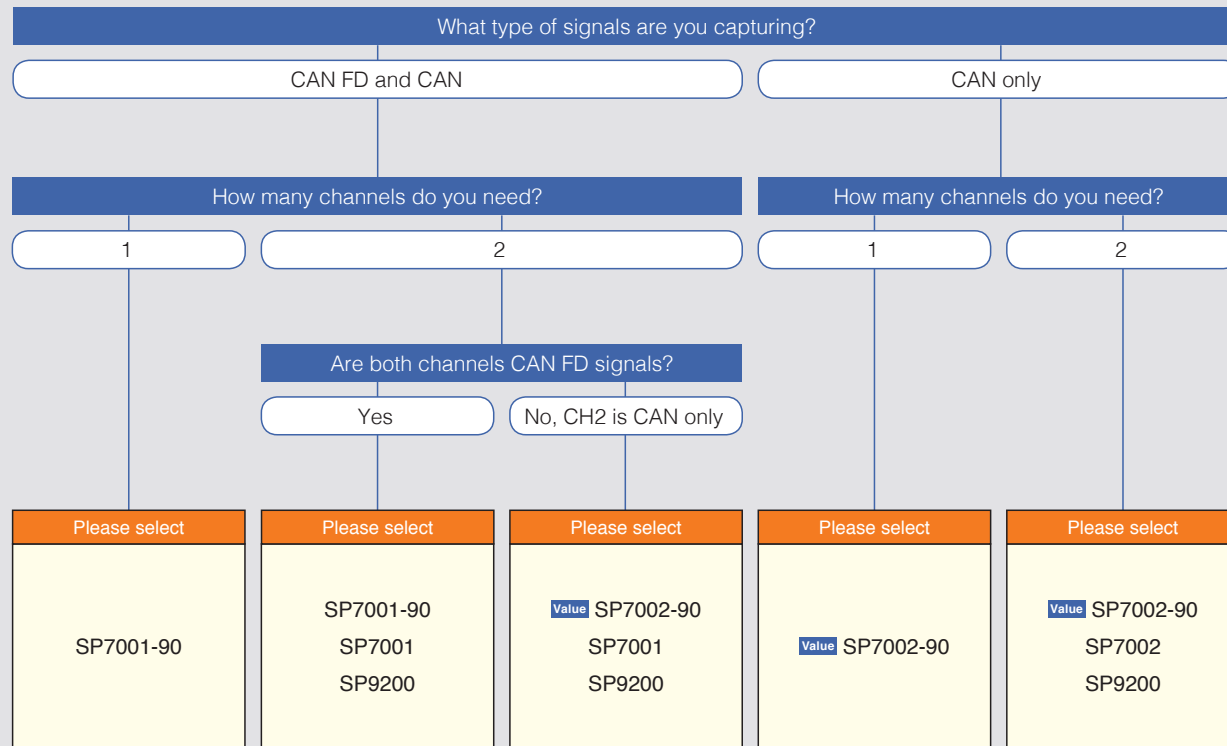 What type of signals are you capturing?
CAN FD and CAN
CAN only
How many channels do you need?
How many channels do you need?
1
2
1
2
Are both channels CAN FD signals?
Yes
No, CH2 is CAN only
Please select
Please select
Please select
Please select
Please select
SP7001-90
SP7001-90
SP7001
SP9200
Value SP7002-90
SP7001
SP9200
Value SP7002-90
Value SP7002-90
SP7002
SP9200